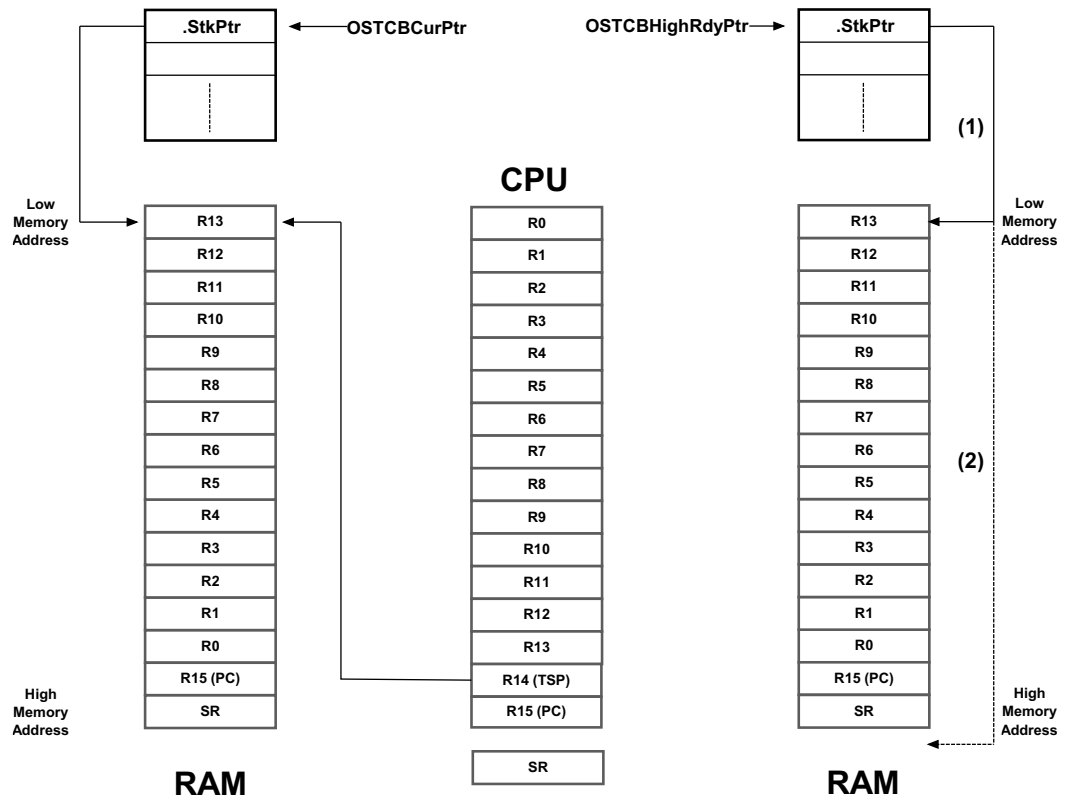 .StkPtr
OSTCBCurPtr
OSTCBHighRdyPtr
.StkPtr
(1)
CPU
Low
Memory
Address
R13
R12
R11
R10
R9
R8
R7
R6
R5
R4
R3
R2
R1
R0
R15 (PC)
SR
High
Memory
Address
RAM
R0
R1
R2
R3
R4
R5
R6
R7
R8
R9
R10
R11
R12
R13
R14 (TSP)
R15 (PC)
SR
R13
R12
R11
R10
R9
R8
R7
R6
R5
R4
R3
R2
R1
R0
R15 (PC)
SR
RAM
Low
Memory
Address
(2)
High
Memory
Address